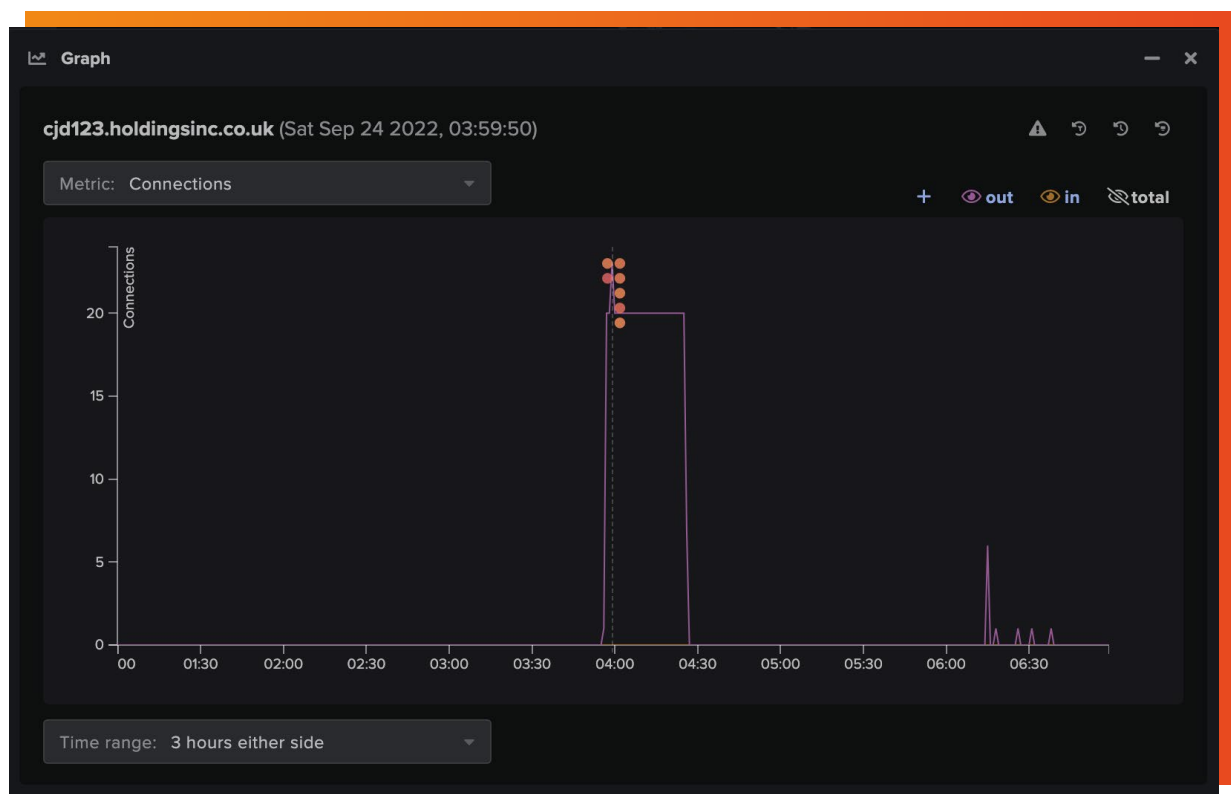 Graph
cjd123.holdingsinc.co.uk (Sat Sep 24 2022, 03:59:50)
Metric: Connections
+ out in total
Connections
20
15
10
5
0
00 01:30 02:00 02:30 03:00 03:30 04:00 04:30 05:00 05:30 06:00 06:30
Time range: 3 hours either side